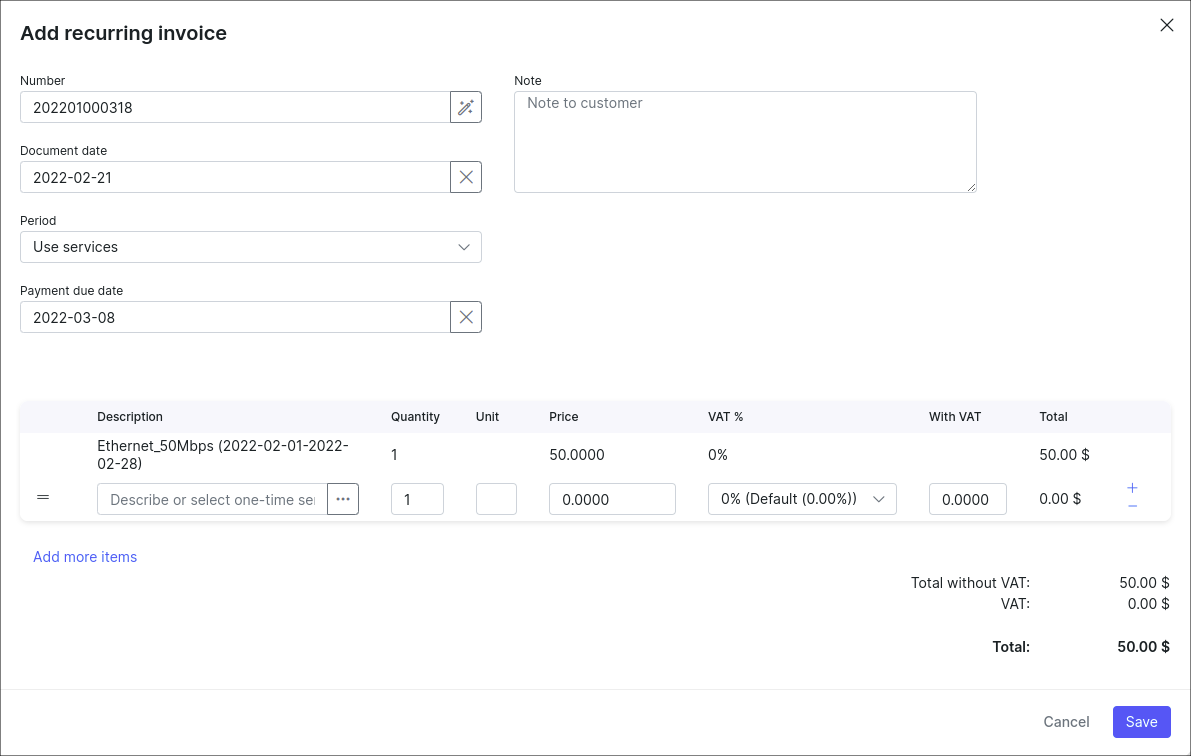 Add recurring invoice
Number
202201000318
Document date
2022-02-21
Period
Use services
Payment due date
2022-03-08
Note
Note to customer
Description Quantity Unit Price VAT % With VAT Total
Ethernet_50Mbps (2022-02-01-2022-
02-28) 1 50.0000 0% 50.00 $
Describe or select one-time se 1 0.0000 0% (Default (0.00%)) 0.0000 0.00 $
Add more items
Total without VAT: 50.00 $
VAT: 0.00 $
Total: 50.00 $
Cancel Save